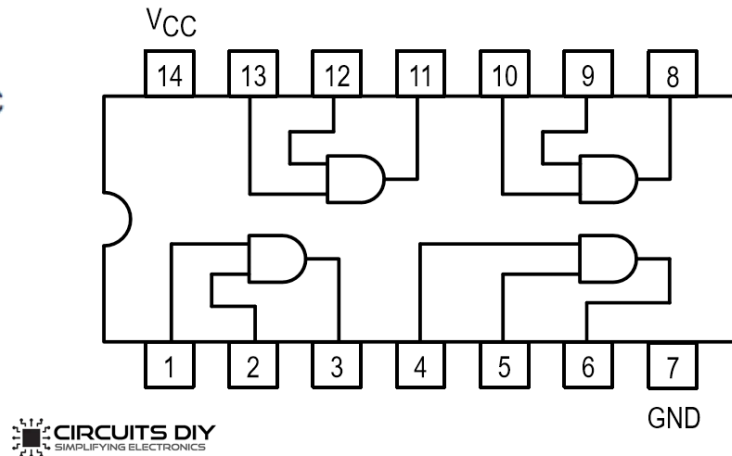 VCC
14 13 12 11 10 9 8
1 2 3 4 5 6 7
GND
CIRCUITS DIY
SIMPLIFYING ELECTRONICS